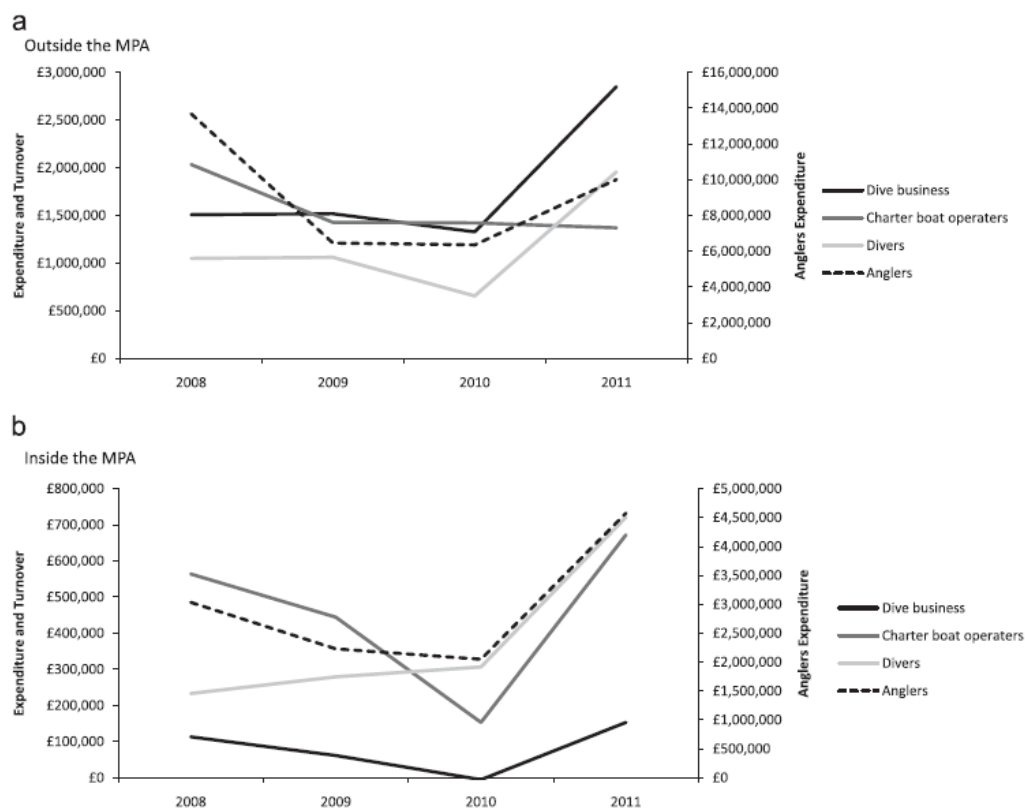 a
Outside the MPA
£3,000,000
£2,500,000
£2,000,000
£1,500,000
£1,000,000
£500,000
£0
Expenditure and Turnover
£16,000,000
£14,000,000
£12,000,000
£10,000,000
£8,000,000
£6,000,000
£4,000,000
£2,000,000
£0
Anglers Expenditure
2008 2009 2010 2011
Dive business
Charter boat operaters
Divers
Anglers
b
Inside the MPA
£800,000
£700,000
£600,000
£500,000
£400,000
£300,000
£200,000
£100,000
£0
Expenditure and Turnover
£5,000,000
£4,500,000
£4,000,000
£3,500,000
£3,000,000
£2,500,000
£2,000,000
£1,500,000
£1,000,000
£500,000
£0
Anglers Expenditure
2008 2009 2010 2011
Dive business
Charter boat operaters
Divers
Anglers